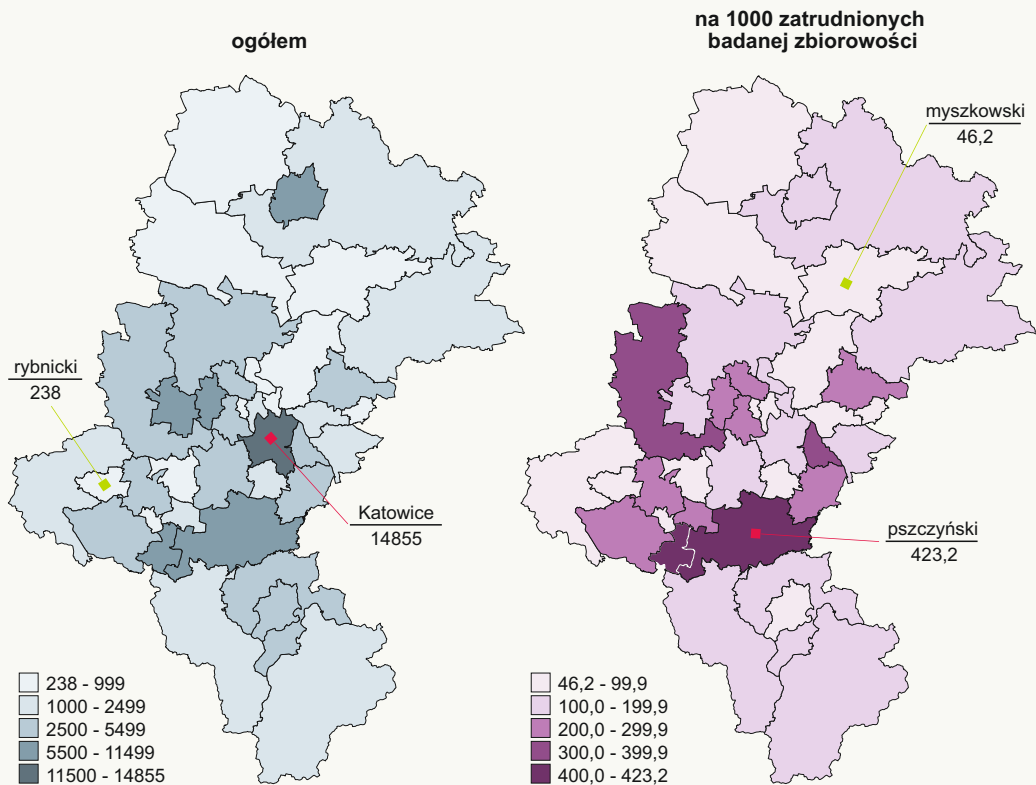 ogółem
rybnicki
238
Katowice
14855
238 - 999
1000 - 2499
2500 - 5499
5500 - 11499
11500 - 14855
na 1000 zatrudnionych
badanej zbiorowości
myszkowski
46,2
pszczyński
423,2
46,2 - 99,9
100,0 - 199,9
200,0 - 299,9
300,0 - 399,9
400,0 - 423,2